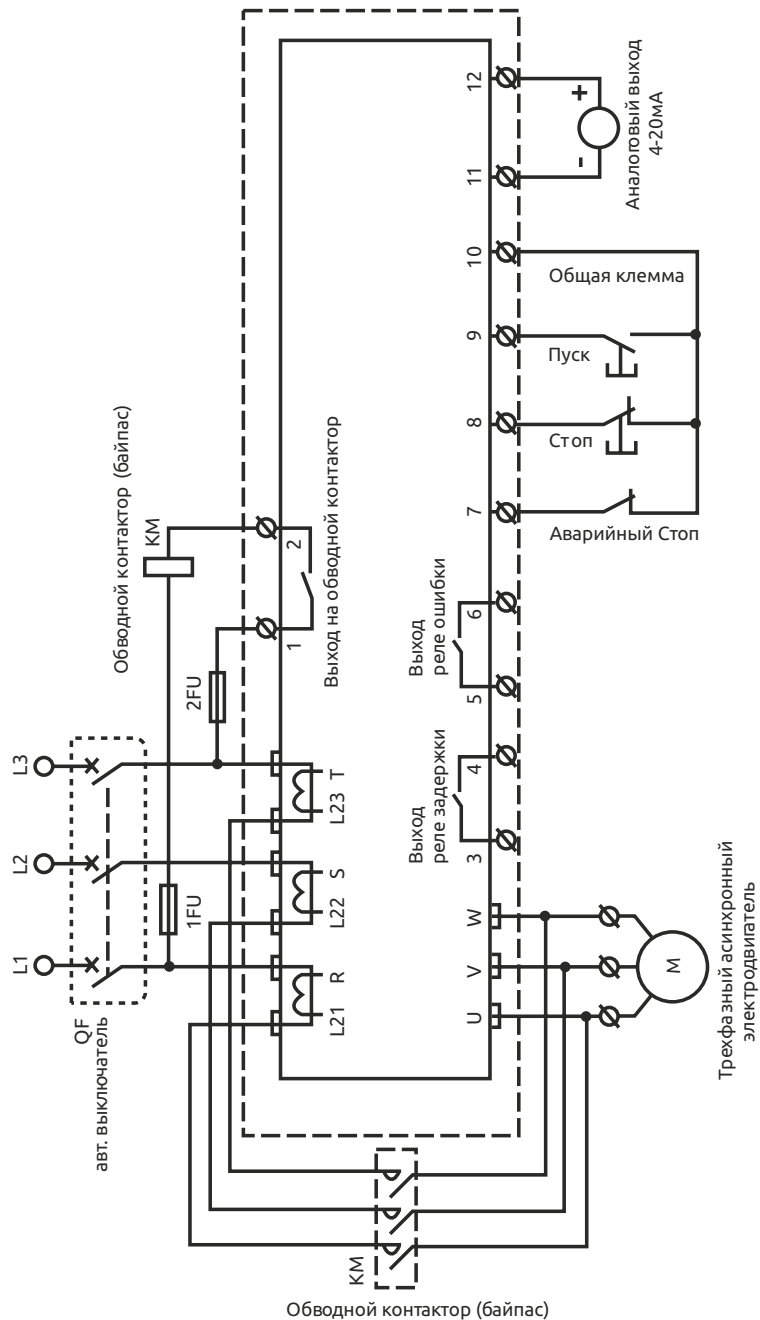 L1
L2
L3
QF
авт. выключатель
1FU
2FU
Обводной контактор (байпас)
KM
1
2
Выход на обводной контактор
L21
R
L22
S
L23
T
U
V
W
3
4
Выход
реле задержки
5
6
Выход
реле ошибки
7
8
9
10
11
12
Аварийный Стоп
Стоп
Пуск
Общая клемма
-
+
Аналоговый выход
4-20мА
M
Трехфазный асинхронный
электродвигатель
KM
Обводной контактор (байпас)